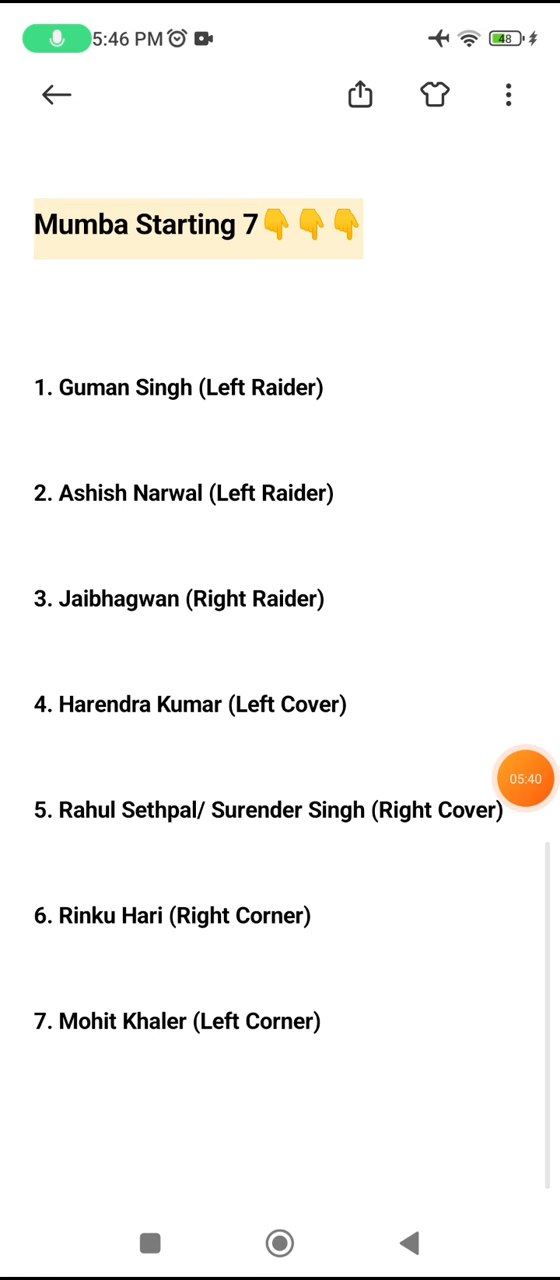 5:46 PM 48
Mumba Starting 7👇👇👇
1. Guman Singh (Left Raider)
2. Ashish Narwal (Left Raider)
3. Jaibhagwan (Right Raider)
4. Harendra Kumar (Left Cover)
05:40
5. Rahul Sethpal/ Surender Singh (Right Cover)
6. Rinku Hari (Right Corner)
7. Mohit Khaler (Left Corner)